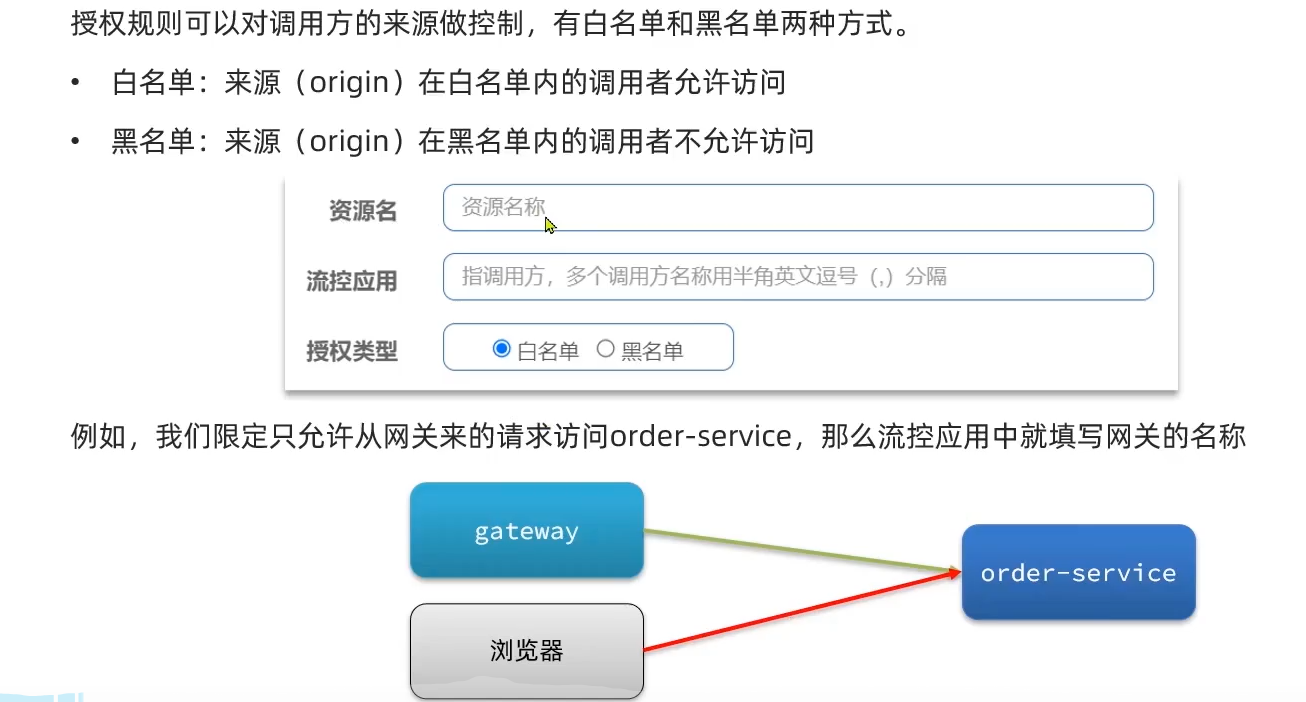 授权规则可以对调用方的来源做控制，有白名单和黑名单两种方式。
• 白名单：来源（origin）在白名单内的调用者允许访问
• 黑名单：来源（origin）在黑名单内的调用者不允许访问
资源名 资源名称
流控应用 指调用方，多个调用方名称用半角英文逗号（,）分隔
授权类型 白名单 黑名单
例如，我们限定只允许从网关来的请求访问order-service，那么流控应用中就填写网关的名称
gateway
order-service
浏览器